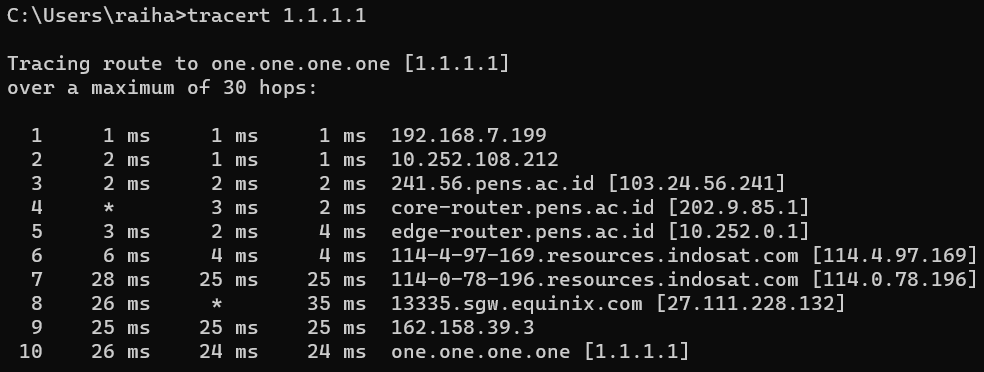 C:\Users\raiha>tracert 1.1.1.1
Tracing route to one.one.one.one [1.1.1.1]
over a maximum of 30 hops:
1 1 ms 1 ms 1 ms 192.168.7.199
2 2 ms 1 ms 1 ms 10.252.108.212
3 2 ms 2 ms 2 ms 241.56.pens.ac.id [103.24.56.241]
4 * 3 ms 2 ms core-router.pens.ac.id [202.9.85.1]
5 3 ms 2 ms 4 ms edge-router.pens.ac.id [10.252.0.1]
6 6 ms 4 ms 4 ms 114-4-97-169.resources.indosat.com [114.4.97.169]
7 28 ms 25 ms 25 ms 114-0-78-196.resources.indosat.com [114.0.78.196]
8 26 ms * 35 ms 13335.sgw.equinix.com [27.111.228.132]
9 25 ms 25 ms 25 ms 162.158.39.3
10 26 ms 24 ms 24 ms one.one.one.one [1.1.1.1]